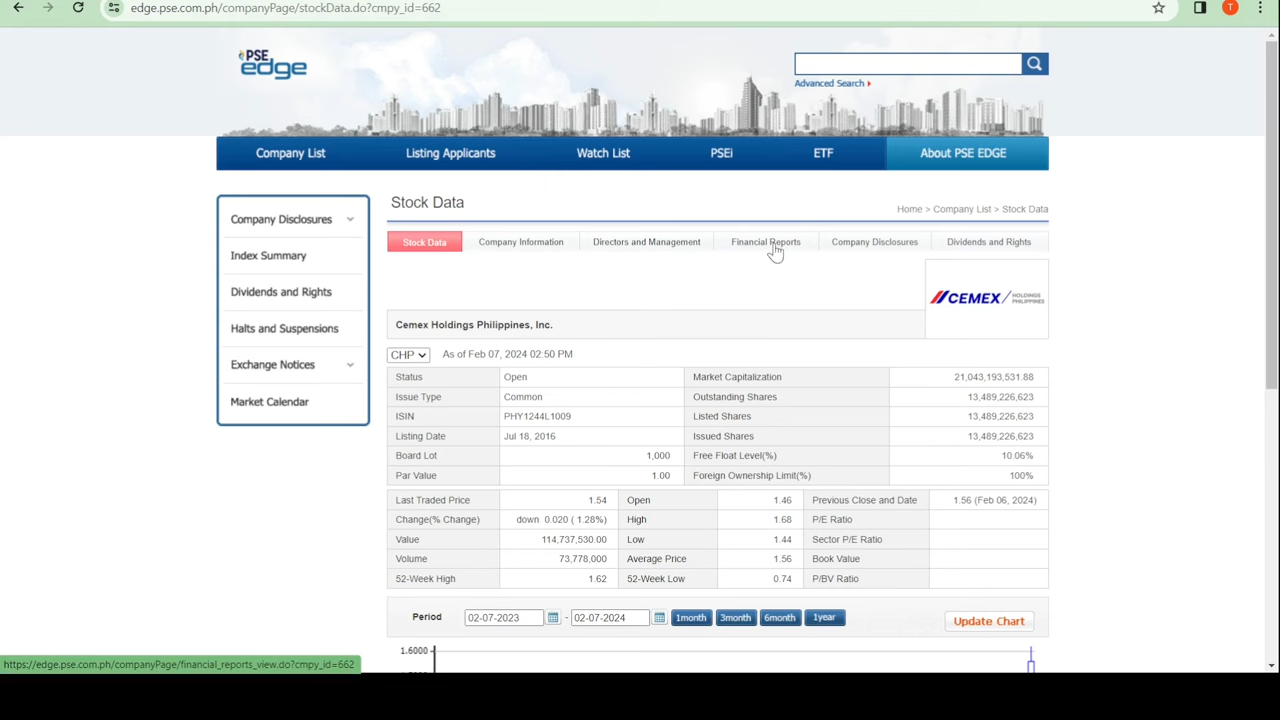 edge.pse.com.ph/companyPage/stockData.do?cmpy_id=662
T
PSE
edge
Advanced Search
Company List
Listing Applicants
Watch List
PSEi
ETF
About PSE EDGE
Company Disclosures
Index Summary
Dividends and Rights
Halts and Suspensions
Exchange Notices
Market Calendar
Stock Data
Home > Company List > Stock Data
Stock Data
Company Information
Directors and Management
Financial Reports
Company Disclosures
Dividends and Rights
CEMEX HOLDINGS PHILIPPINES
Cemex Holdings Philippines, Inc.
CHP As of Feb 07, 2024 02:50 PM
Status Open Market Capitalization 21,043,193,531.88
Issue Type Common Outstanding Shares 13,489,226,623
ISIN PHY1244L1009 Listed Shares 13,489,226,623
Listing Date Jul 18, 2016 Issued Shares 13,489,226,623
Board Lot 1,000 Free Float Level(%) 10.06%
Par Value 1.00 Foreign Ownership Limit(%) 100%
Last Traded Price 1.54 Open 1.46 Previous Close and Date 1.56 (Feb 06, 2024)
Change(% Change) down 0.020 ( 1.28%) High 1.68 P/E Ratio
Value 114,737,530.00 Low 1.44 Sector P/E Ratio
Volume 73,778,000 Average Price 1.56 Book Value
52-Week High 1.62 52-Week Low 0.74 P/BV Ratio
Period 02-07-2023 - 02-07-2024 1month 3month 6month 1year Update Chart
1.6000
https://edge.pse.com.ph/companyPage/financial_reports_view.do?cmpy_id=662